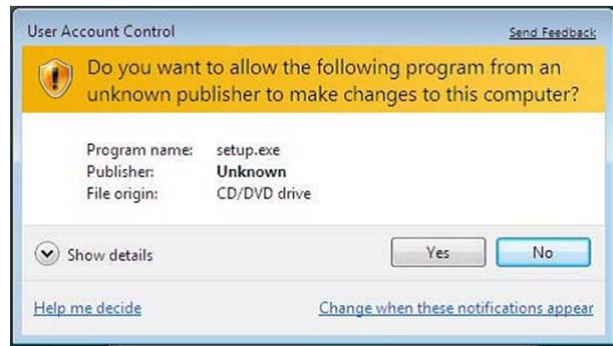 User Account Control Send Feedback
Do you want to allow the following program from an
unknown publisher to make changes to this computer?
Program name: setup.exe
Publisher: Unknown
File origin: CD/DVD drive
Show details Yes No
Help me decide Change when these notifications appear